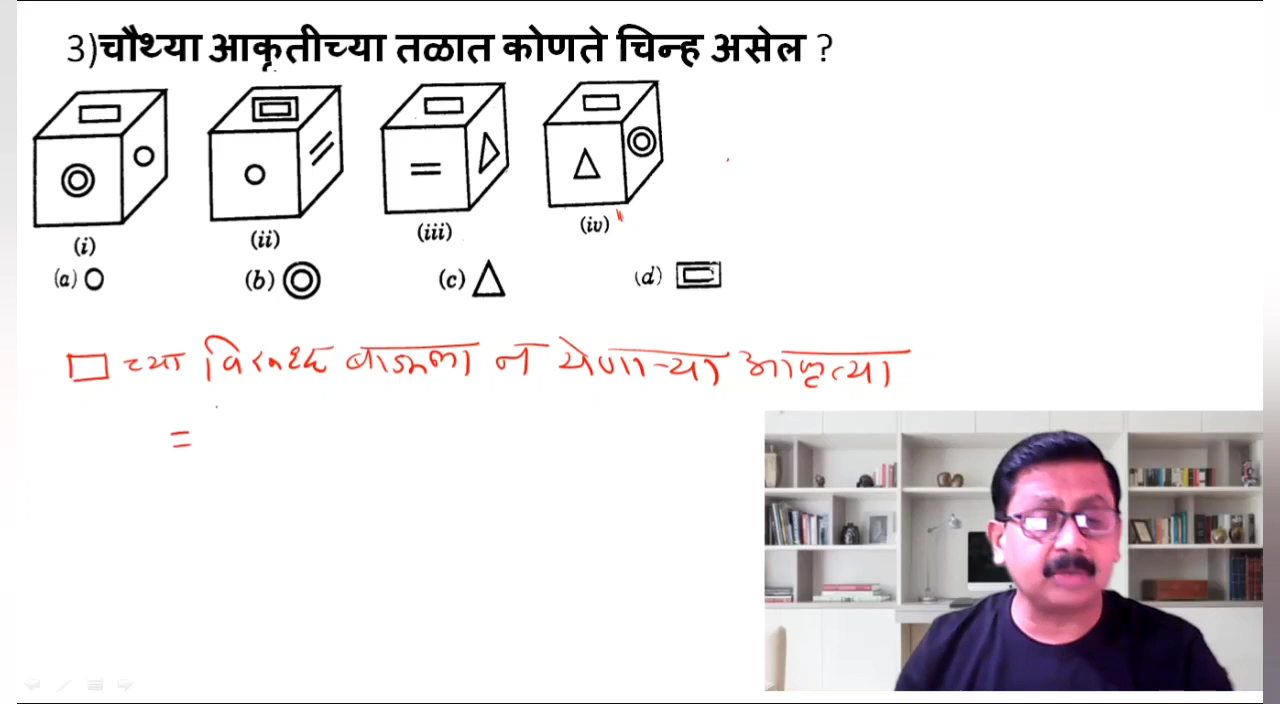 3)चौथ्या आकृतीच्या तळात कोणते चिन्ह असेल ?
(i) (ii) (iii) (iv)
(a) (b) (c) (d)
च्या विरुध्द बाजूला न येणाऱ्या आकृत्या
=